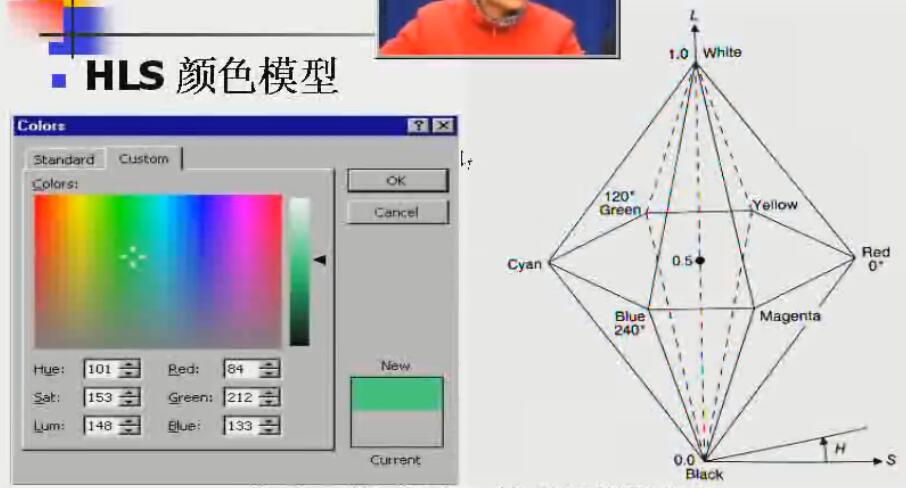 HLS 颜色模型
Colors
Standard Custom
Colors:
OK
Cancel
Hue: 101 Red: 84
Sat: 153 Green: 212
Lum: 148 Blue: 133
New
Current
L
1.0 White
120°
Green
Yellow
Cyan
0.5
Red
0°
Blue
240°
Magenta
0.0
Black
H
S